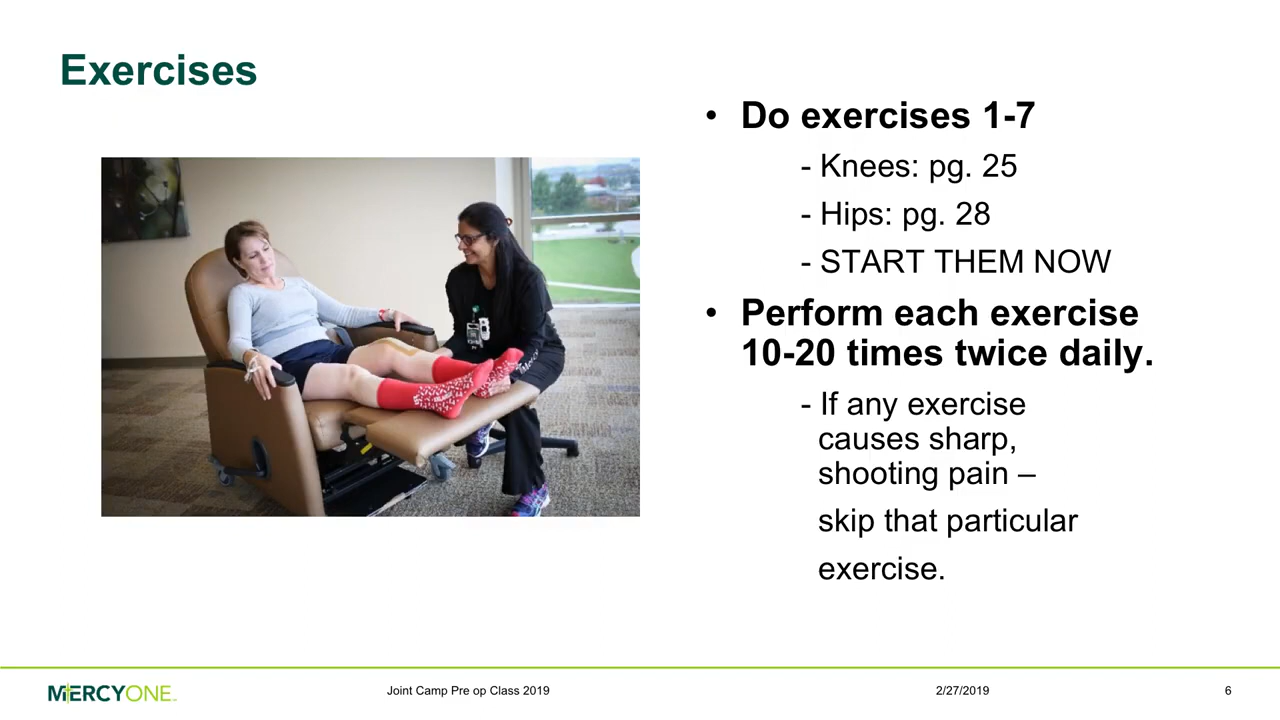 Exercises
• Do exercises 1-7
- Knees: pg. 25
- Hips: pg. 28
- START THEM NOW
• Perform each exercise
10-20 times twice daily.
- If any exercise
causes sharp,
shooting pain –
skip that particular
exercise.
MERCYONE
Joint Camp Pre op Class 2019
2/27/2019
6